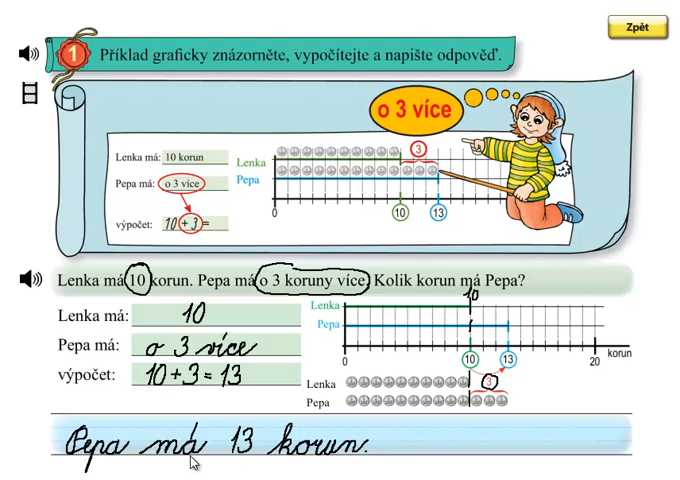 Zpět
1 Příklad graficky znázorněte, vypočítejte a napište odpověď.
o 3 více
Lenka má: 10 korun
Pepa má: o 3 více
výpočet: 10 + 3 =
3
Lenka
Pepa
0 10 13
Lenka má 10 korun. Pepa má o 3 koruny více. Kolik korun má Pepa?
Lenka má: 10
Pepa má: o 3 více
výpočet: 10 + 3 = 13
10
Lenka
Pepa
0 10 13 20 korun
3
Lenka
Pepa
Pepa má 13 korun.